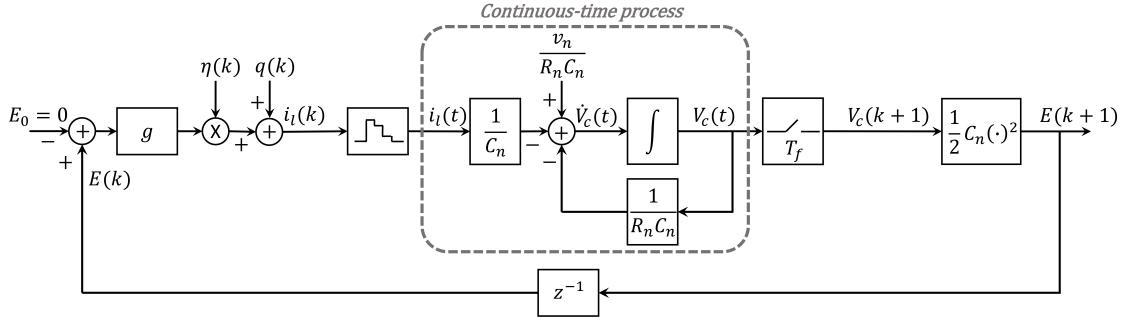 Continuous-time process
v_n
R_nC_n
η(k) q(k)
E_0 = 0
−
+
+
g
X
+
+
+
i_l(k)
i_l(t)
1
C_n
−
+
+
−
V̇_c(t)
∫
V_c(t)
T_f
V_c(k + 1)
1
2
C_n(·)²
E(k + 1)
E(k)
1
R_nC_n
z⁻¹